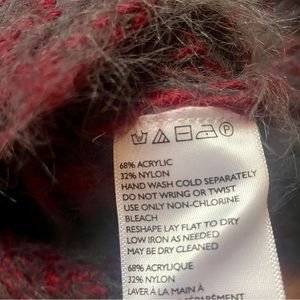 68% ACRYLIC
32% NYLON
HAND WASH COLD SEPARATELY
DO NOT WRING OR TWIST
USE ONLY NON-CHLORINE
BLEACH
RESHAPE LAY FLAT TO DRY
LOW IRON AS NEEDED
MAY BE DRY CLEANED
68% ACRYLIQUE
32% NYLON
LAVER À LA MAIN À